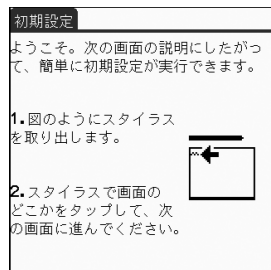 初期設定
ようこそ。次の画面の説明にしたがっ
て、簡単に初期設定が実行できます。
1.図のようにスタイラス
を取り出します。
2.スタイラスで画面の
どこかをタップして、次
の画面に進んでください。